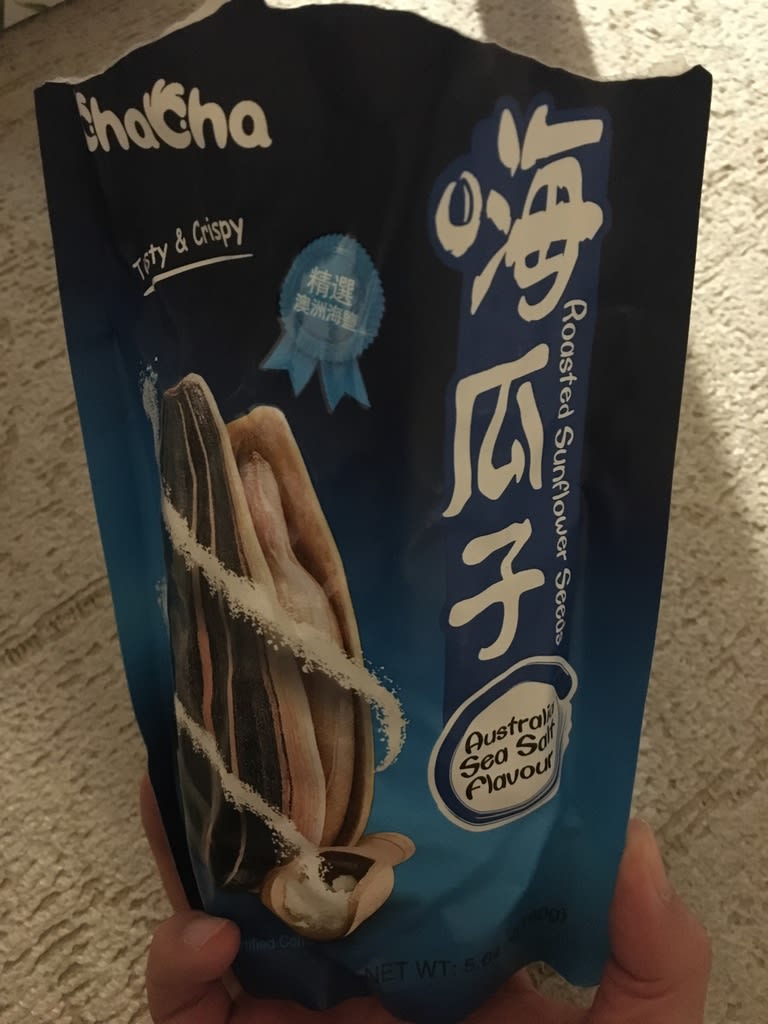 ChaCha
Tasty & Crispy
精選
澳洲海鹽
嗨瓜子
Roasted Sunflower Seeds
Australia
Sea Salt
Flavour
NET WT: